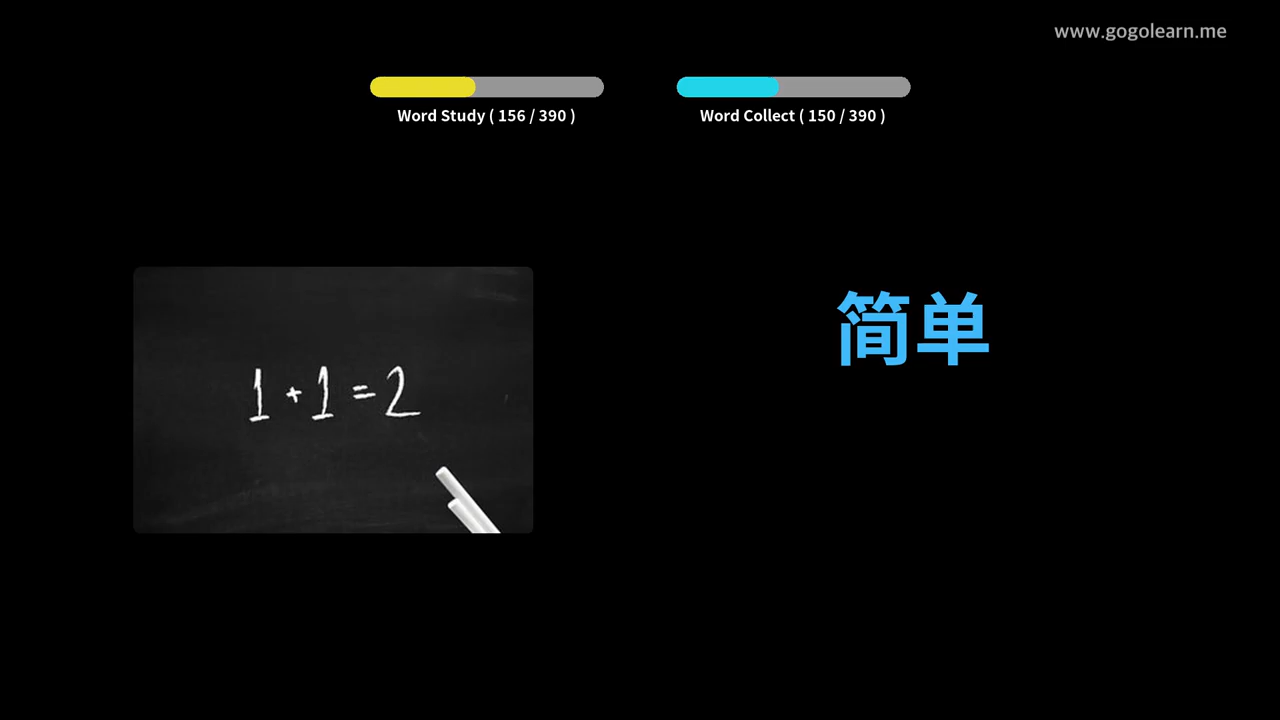 www.gogolearn.me
Word Study ( 156 / 390 )
Word Collect ( 150 / 390 )
1 + 1 = 2
简单